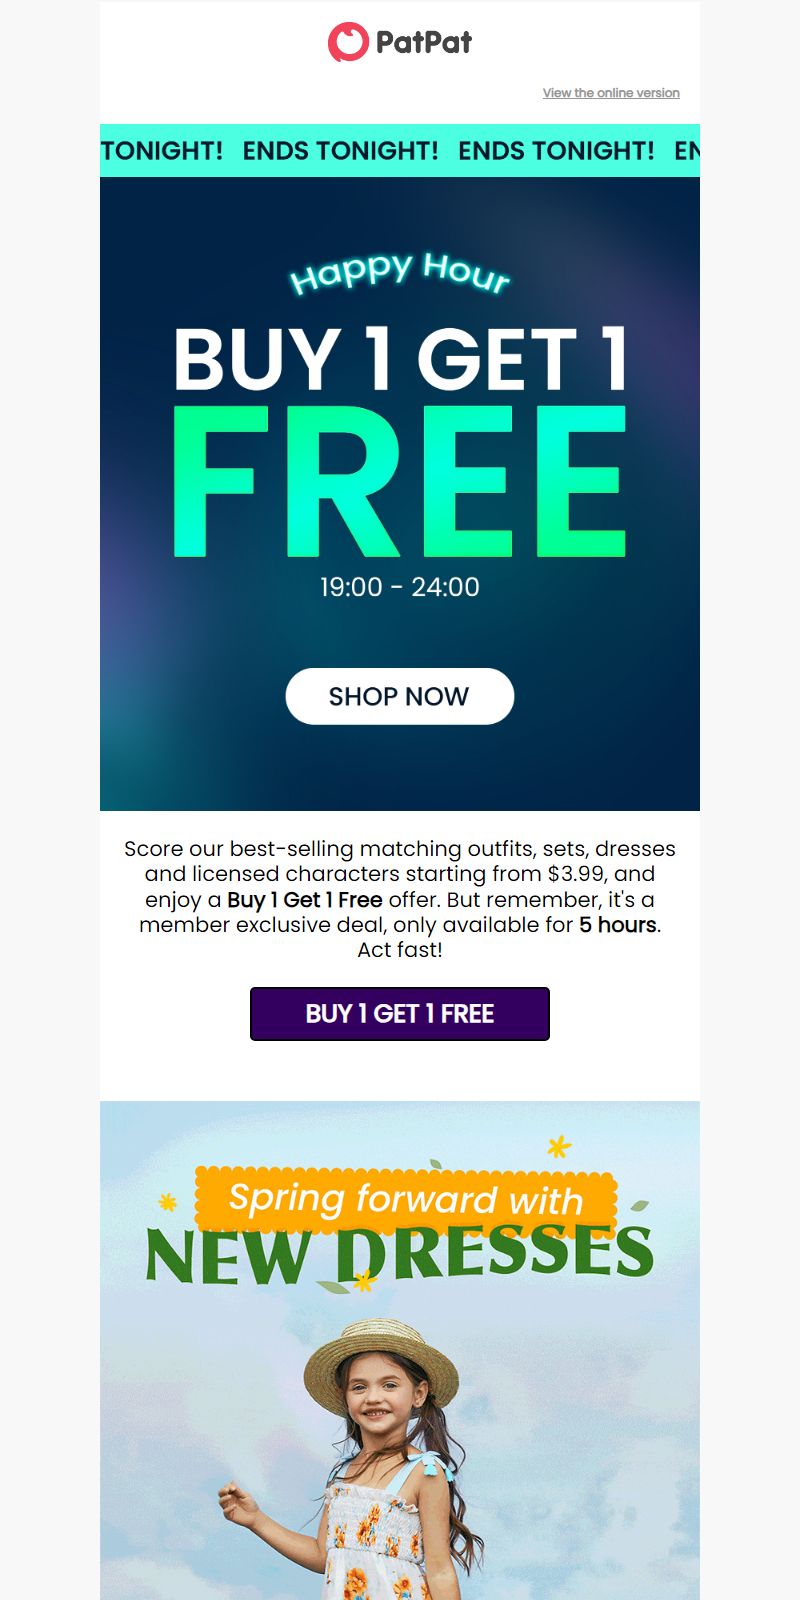 PatPat
View the online version
TONIGHT! ENDS TONIGHT! ENDS TONIGHT! EN
Happy Hour
BUY 1 GET 1
FREE
19:00 - 24:00
SHOP NOW
Score our best-selling matching outfits, sets, dresses
and licensed characters starting from $3.99, and
enjoy a Buy 1 Get 1 Free offer. But remember, it's a
member exclusive deal, only available for 5 hours.
Act fast!
BUY 1 GET 1 FREE
Spring forward with
NEW DRESSES